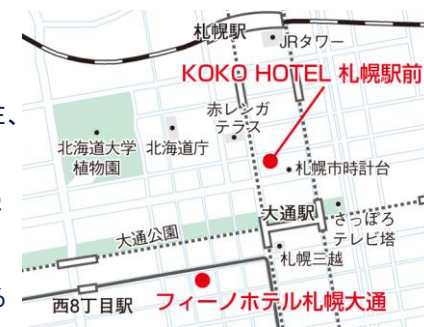 札幌駅
JRタワー
KOKO HOTEL 札幌駅前
赤レンガ
テラス
北海道大学
植物園
北海道庁
札幌市時計台
大通駅
さっぽろ
テレビ塔
大通公園
札幌三越
西8丁目駅
フィーノホテル札幌大通
、
る